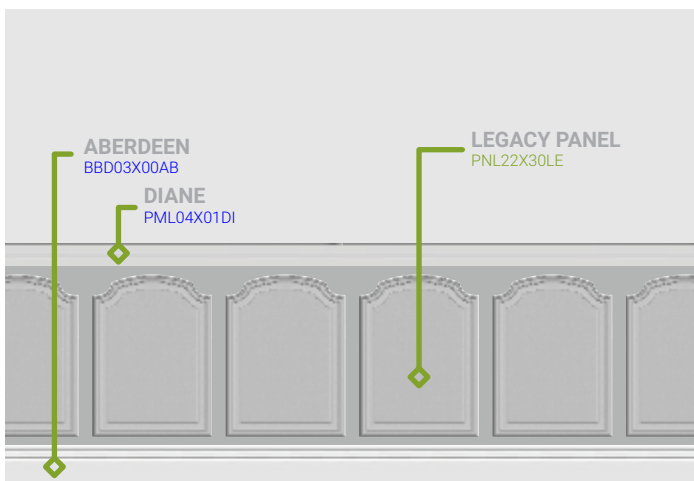 ABERDEEN
BBD03X00AB
DIANE
PML04X01DI
LEGACY PANEL
PNL22X30LE